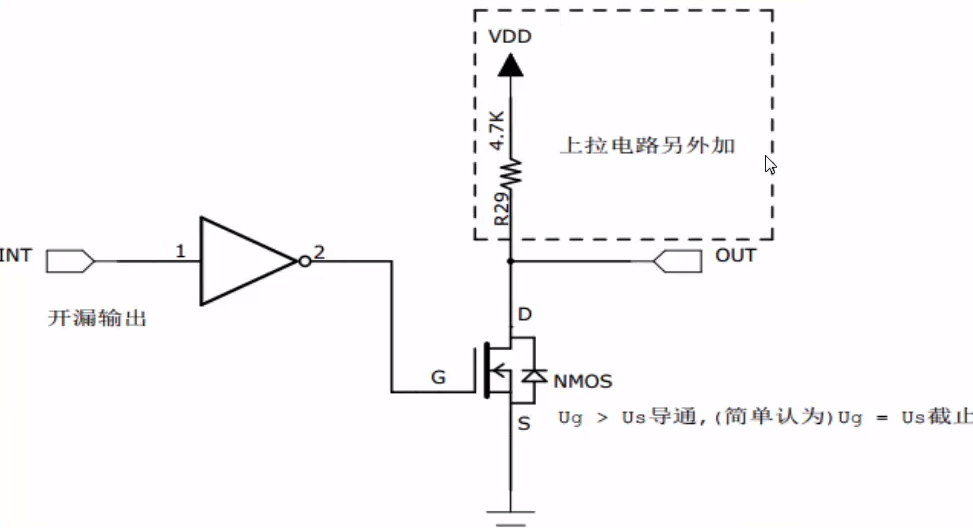 VDD
4.7K
上拉电路另外加
R29
INT
1
2
OUT
开漏输出
D
G
NMOS
S
Ug > Us导通,(简单认为)Ug = Us截止